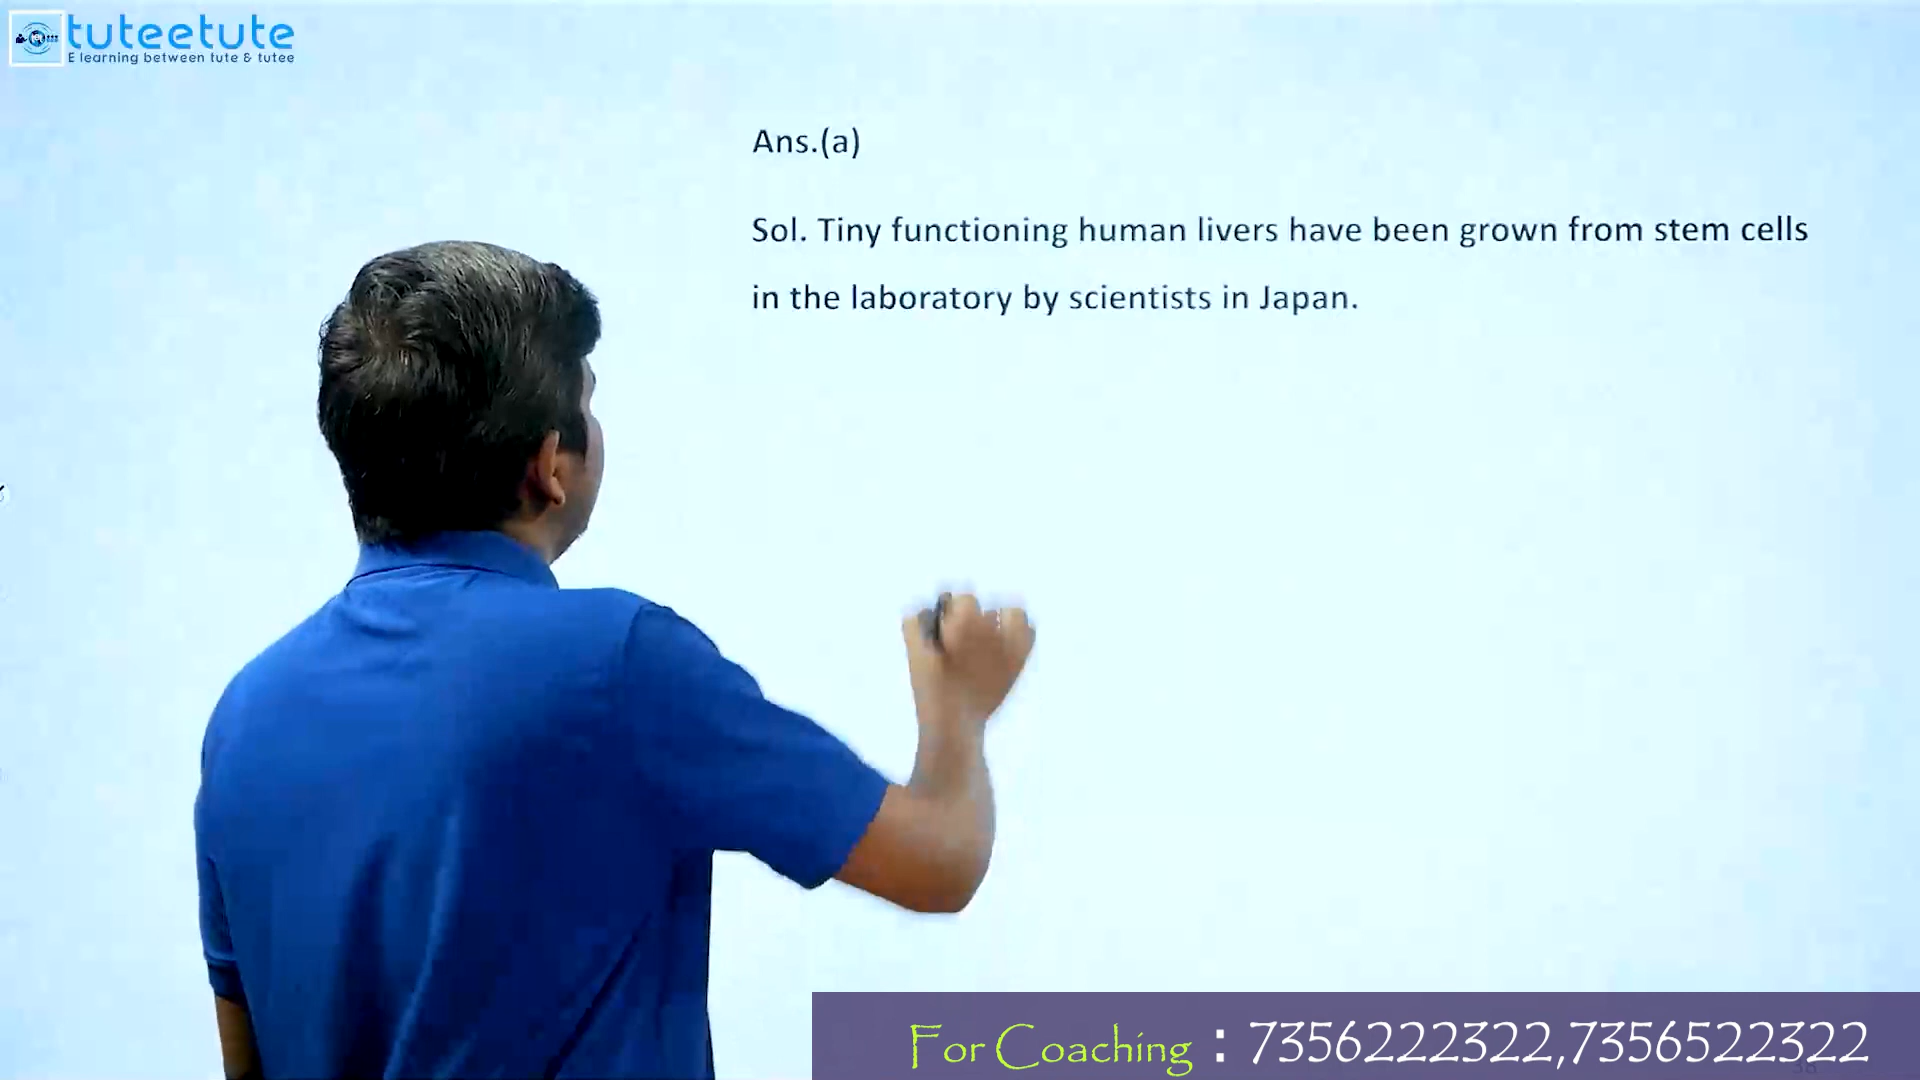 tuteetute
E learning between tute & tutee
Ans.(a)
Sol. Tiny functioning human livers have been grown from stem cells
in the laboratory by scientists in Japan.
For Coaching : 7356222322,7356522322